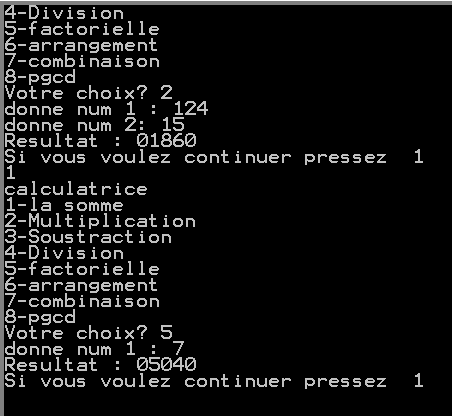 4-Division
5-factorielle
6-arrangement
7-combinaison
8-pgcd
Votre choix? 2
donne num 1 : 124
donne num 2: 15
Resultat : 01860
Si vous voulez continuer pressez  1
1
calculatrice
1-la somme
2-Multiplication
3-Soustraction
4-Division
5-factorielle
6-arrangement
7-combinaison
8-pgcd
Votre choix? 5
donne num 1 : 7
Resultat : 05040
Si vous voulez continuer pressez  1